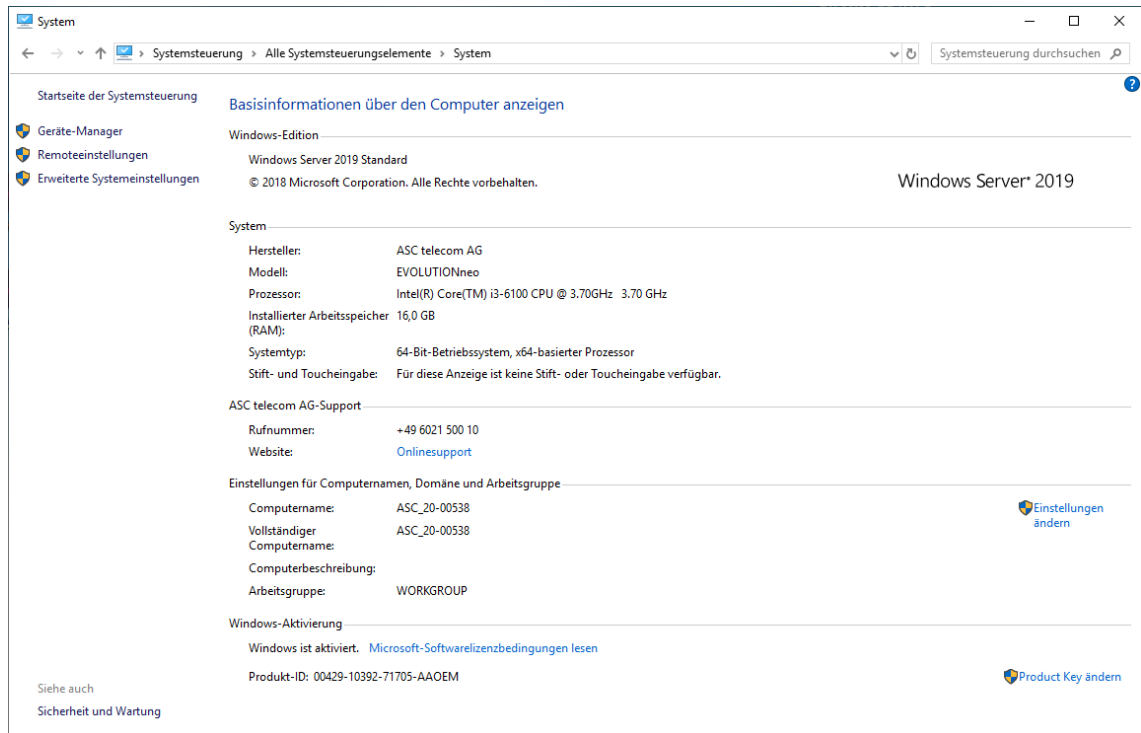 System
Systemsteuerung › Alle Systemsteuerungselemente › System
Systemsteuerung durchsuchen
Startseite der Systemsteuerung
Geräte-Manager
Remoteeinstellungen
Erweiterte Systemeinstellungen
Basisinformationen über den Computer anzeigen
Windows-Edition
Windows Server 2019 Standard
© 2018 Microsoft Corporation. Alle Rechte vorbehalten.
Windows Server® 2019
System
Hersteller: ASC telecom AG
Modell: EVOLUTIONneo
Prozessor: Intel(R) Core(TM) i3-6100 CPU @ 3.70GHz 3.70 GHz
Installierter Arbeitsspeicher 16,0 GB
(RAM):
Systemtyp: 64-Bit-Betriebssystem, x64-basierter Prozessor
Stift- und Toucheingabe: Für diese Anzeige ist keine Stift- oder Toucheingabe verfügbar.
ASC telecom AG-Support
Rufnummer: +49 6021 500 10
Website: Onlinesupport
Einstellungen für Computernamen, Domäne und Arbeitsgruppe
Computername: ASC_20-00538
Einstellungen
ändern
Vollständiger ASC_20-00538
Computername:
Computerbeschreibung:
Arbeitsgruppe: WORKGROUP
Windows-Aktivierung
Windows ist aktiviert. Microsoft-Softwarelizenzbedingungen lesen
Produkt-ID: 00429-10392-71705-AAOEM
Product Key ändern
Siehe auch
Sicherheit und Wartung